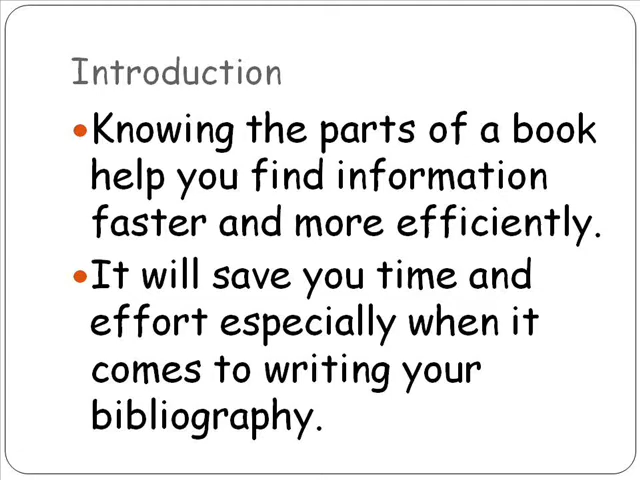 Introduction
•Knowing the parts of a book
help you find information
faster and more efficiently.
•It will save you time and
effort especially when it
comes to writing your
bibliography.